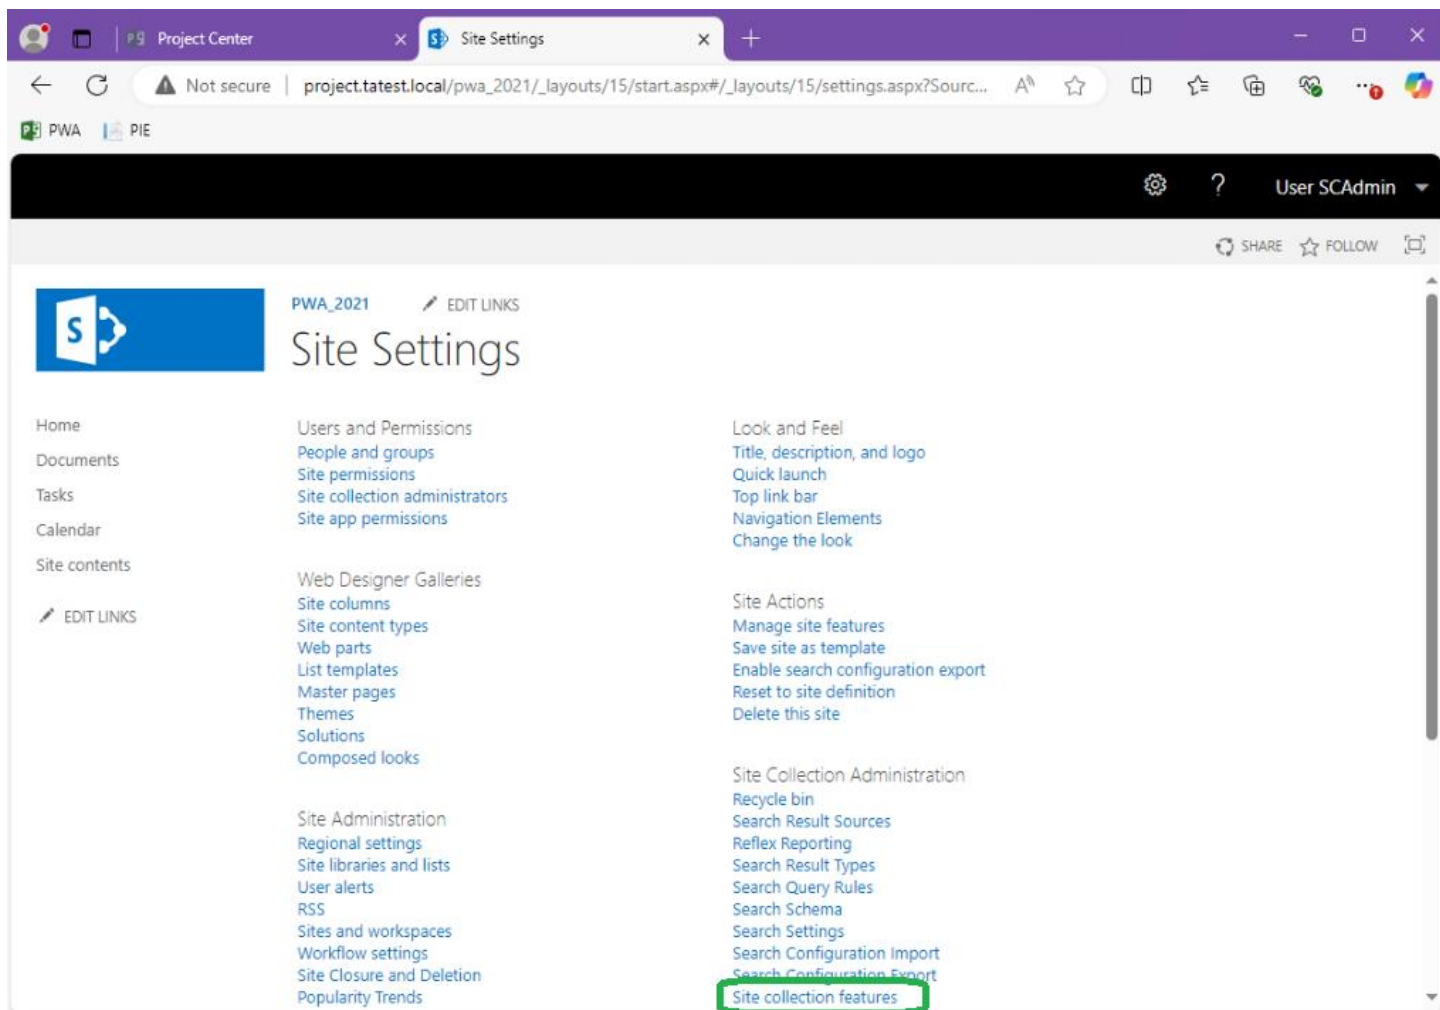 Project Center
Site Settings
Not secure project.tatest.local/pwa_2021/_layouts/15/start.aspx#/_layouts/15/settings.aspx?Sourc...
PWA PIE
? User SCAdmin
SHARE FOLLOW
PWA_2021 EDIT LINKS
Site Settings
Home
Documents
Tasks
Calendar
Site contents
EDIT LINKS
Users and Permissions
People and groups
Site permissions
Site collection administrators
Site app permissions
Web Designer Galleries
Site columns
Site content types
Web parts
List templates
Master pages
Themes
Solutions
Composed looks
Site Administration
Regional settings
Site libraries and lists
User alerts
RSS
Sites and workspaces
Workflow settings
Site Closure and Deletion
Popularity Trends
Look and Feel
Title, description, and logo
Quick launch
Top link bar
Navigation Elements
Change the look
Site Actions
Manage site features
Save site as template
Enable search configuration export
Reset to site definition
Delete this site
Site Collection Administration
Recycle bin
Search Result Sources
Reflex Reporting
Search Result Types
Search Query Rules
Search Schema
Search Settings
Search Configuration Import
Search Configuration Export
Site collection features